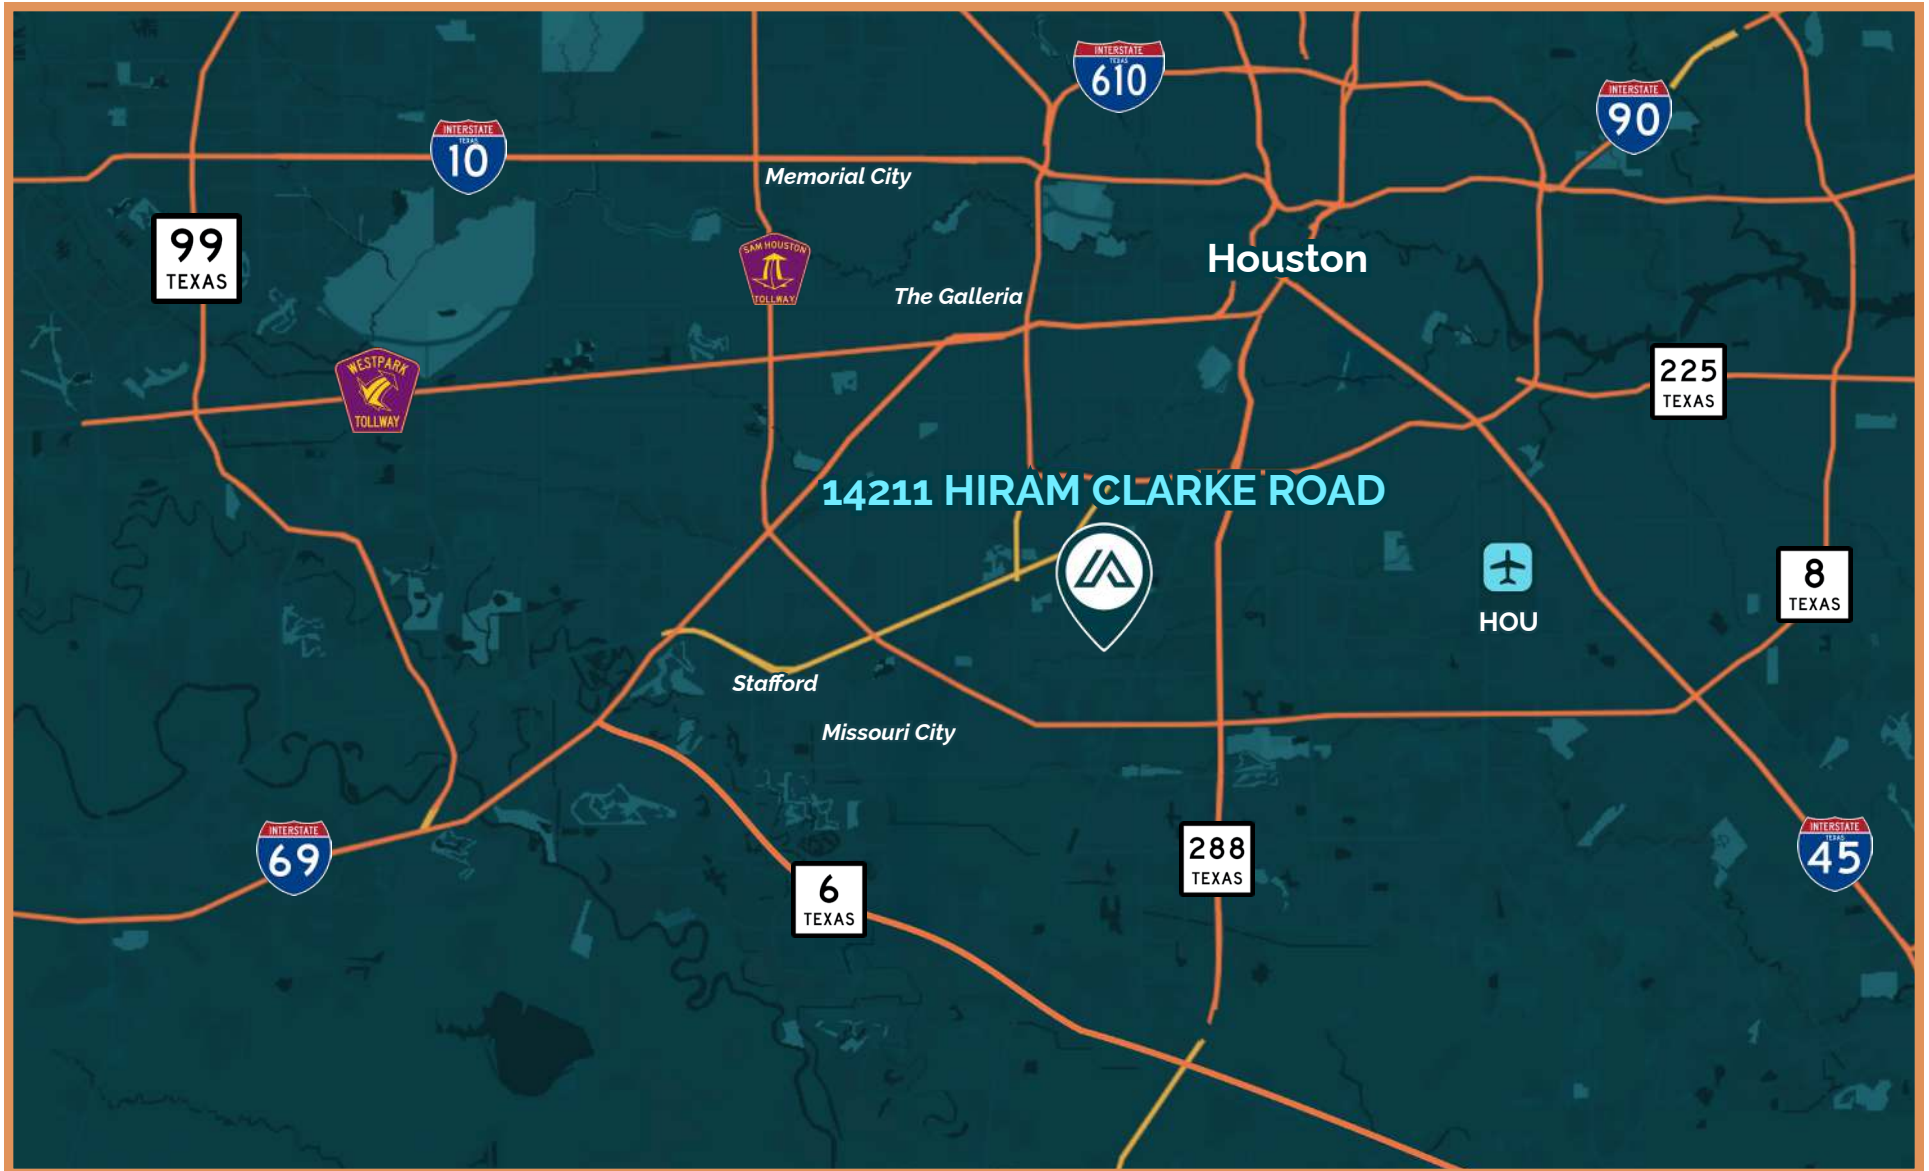 INTERSTATE
TEXAS
610
INTERSTATE
90
INTERSTATE
TEXAS
10
Memorial City
99
TEXAS
SAM HOUSTON
TOLLWAY
Houston
The Galleria
WESTPARK
TOLLWAY
225
TEXAS
14211 HIRAM CLARKE ROAD
HOU
8
TEXAS
Stafford
Missouri City
INTERSTATE
69
INTERSTATE
TEXAS
45
288
TEXAS
6
TEXAS